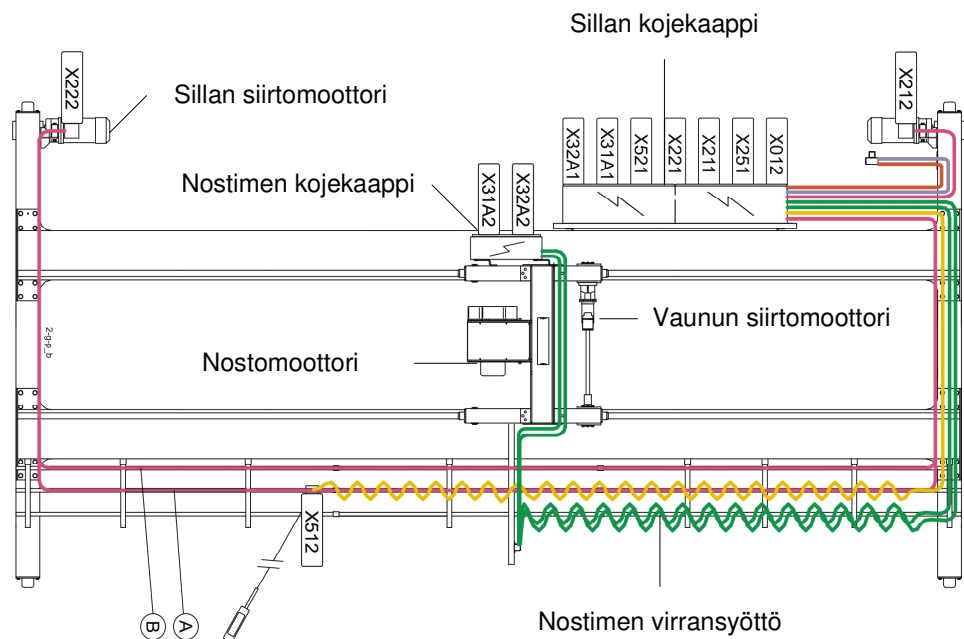 Sillan kojekaappi
X222
Sillan siirtomoottori
X212
X32A1
X31A1
X521
X221
X211
X251
X012
Nostimen kojekaappi
X31A2
X32A2
Vaunun siirtomoottori
2-g-p_b
Nostomoottori
X512
B
A
Nostimen virransyöttö